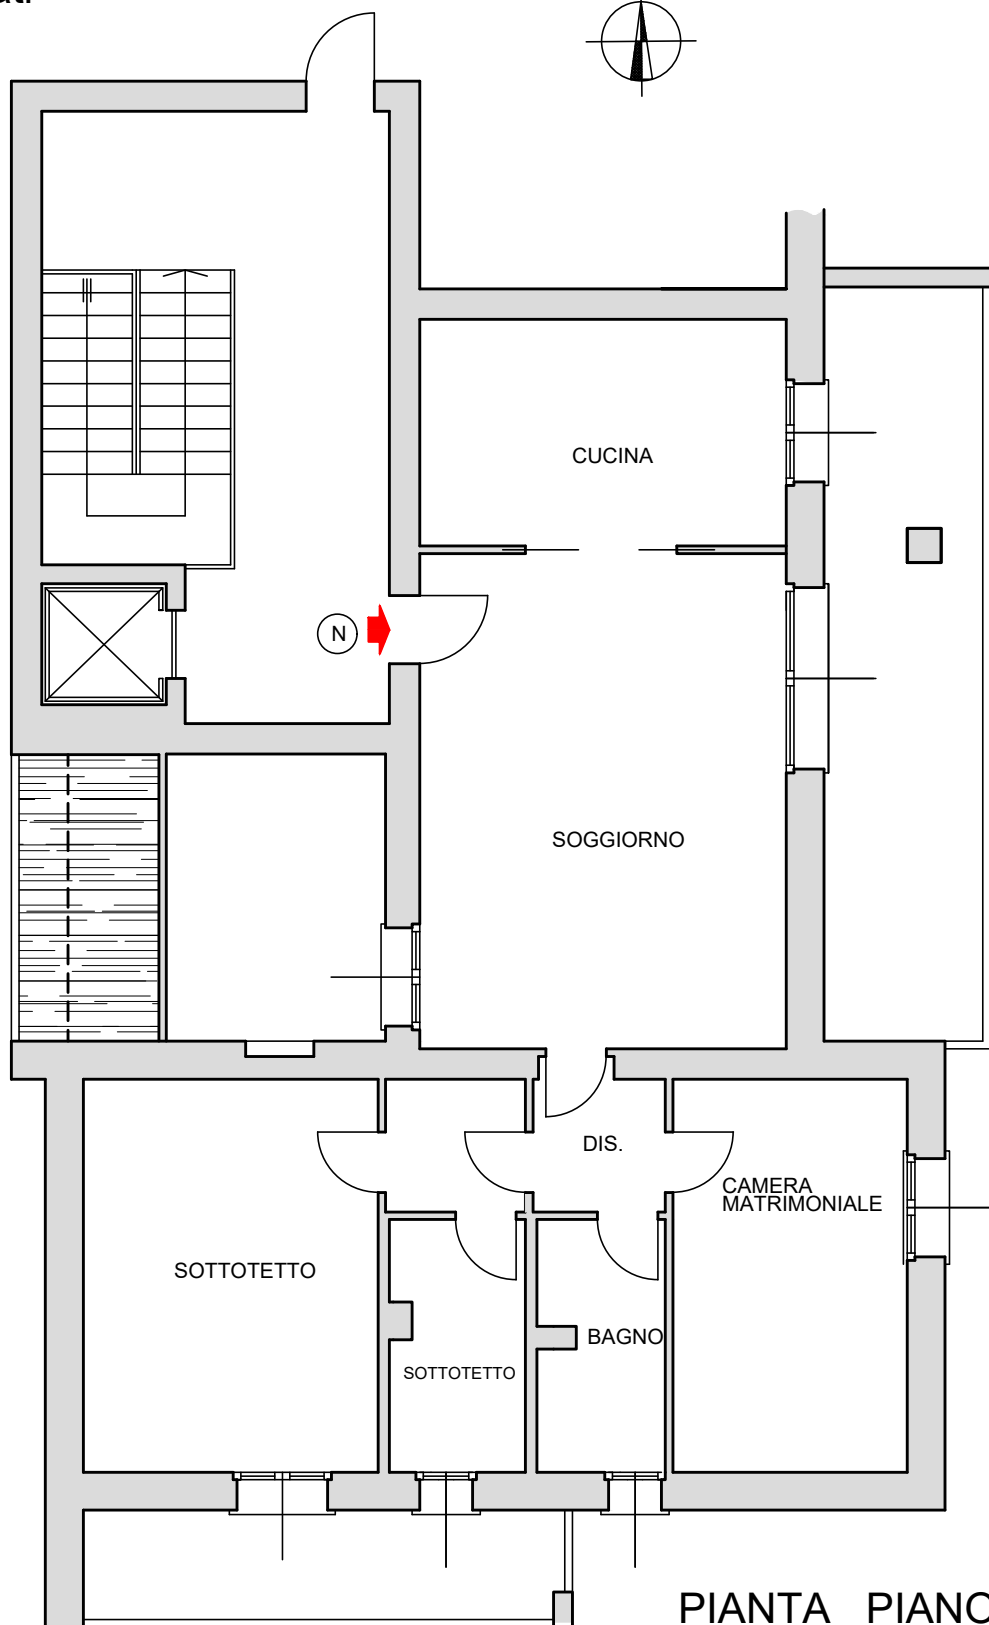 CUCINA
N
SOGGIORNO
DIS.
CAMERA
MATRIMONIALE
SOTTOTETTO
BAGNO
SOTTOTETTO
PIANTA PIANO